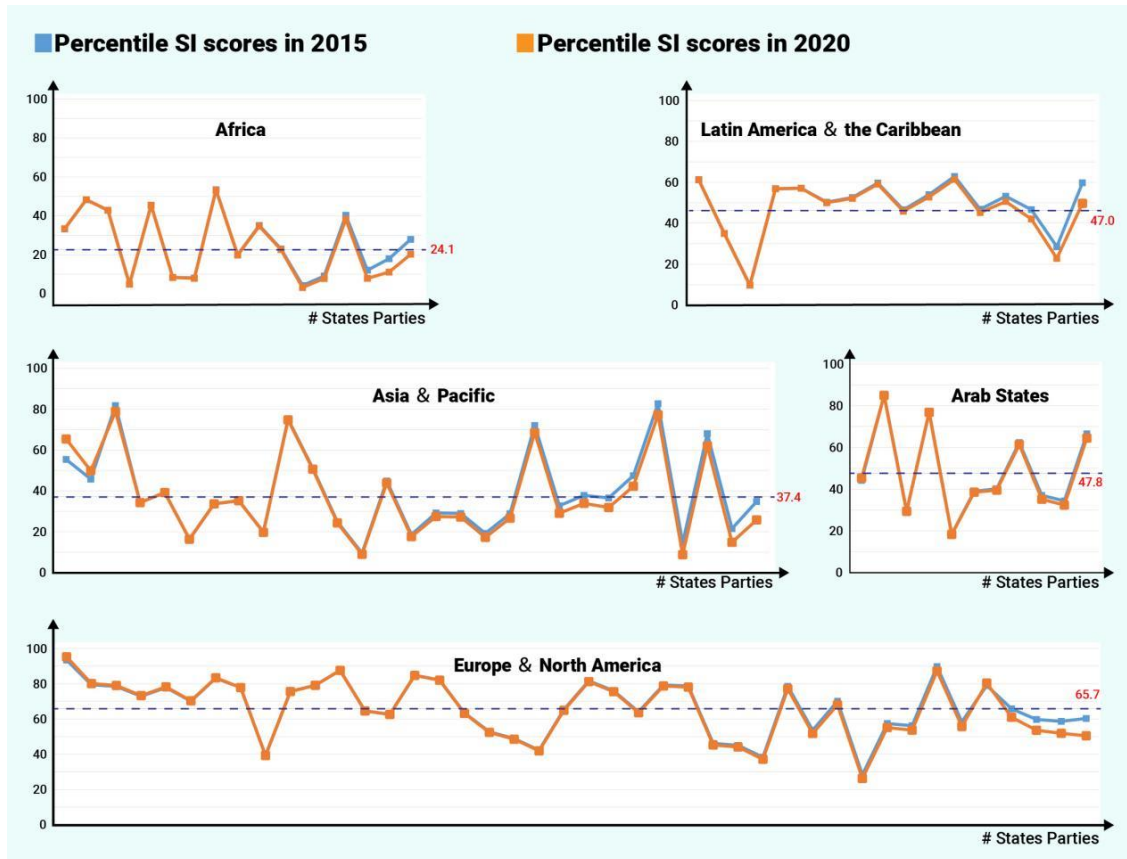 Percentile SI scores in 2015
Percentile SI scores in 2020
100
80
60
40
20
0
Africa
24.1
# States Parties
100
80
60
40
20
0
Latin America & the Caribbean
47.0
# States Parties
100
80
60
40
20
0
Asia & Pacific
37.4
# States Parties
100
80
60
40
20
0
Arab States
47.8
# States Parties
100
80
60
40
20
0
Europe & North America
65.7
# States Parties